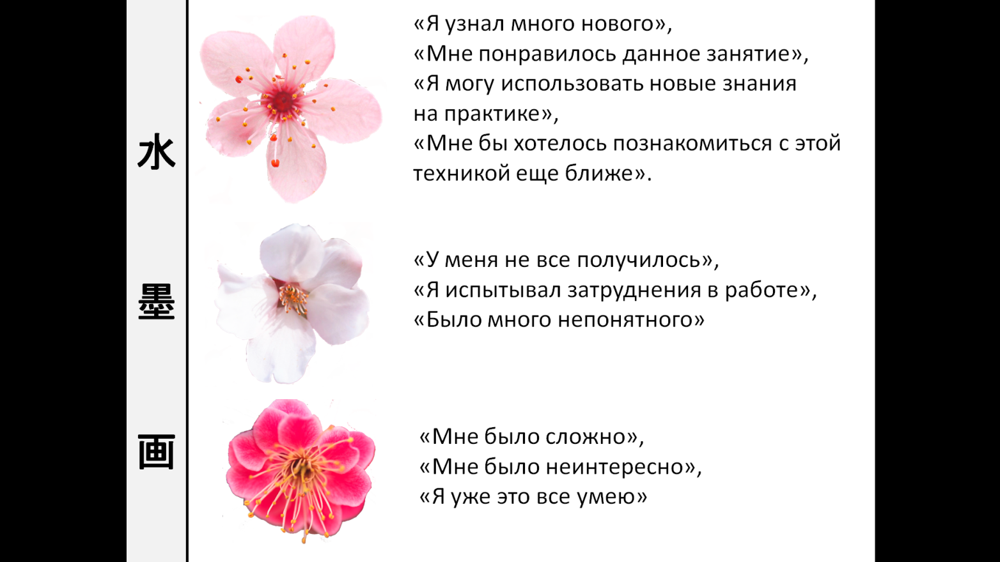 水
墨
画
«Я узнал много нового»,
«Мне понравилось данное занятие»,
«Я могу использовать новые знания
на практике»,
«Мне бы хотелось познакомиться с этой
техникой еще ближе».
«У меня не все получилось»,
«Я испытывал затруднения в работе»,
«Было много непонятного»
«Мне было сложно»,
«Мне было неинтересно»,
«Я уже это все умею»